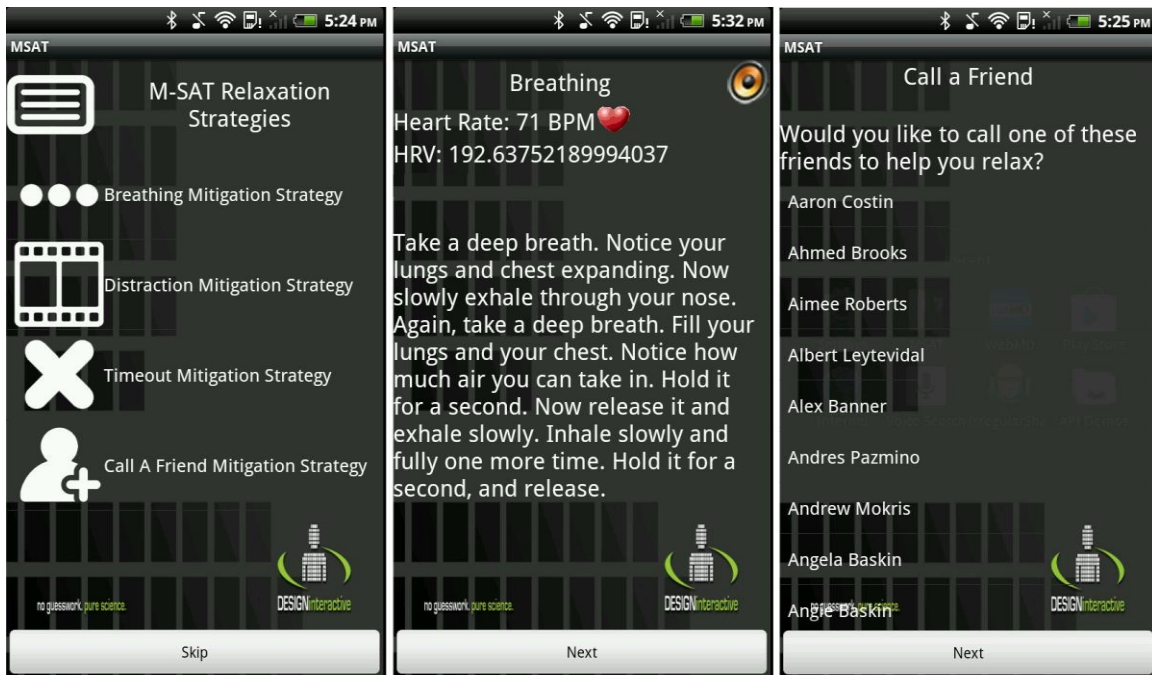 5:24 PM
MSAT
M-SAT Relaxation
Strategies
Breathing Mitigation Strategy
Distraction Mitigation Strategy
Timeout Mitigation Strategy
Call A Friend Mitigation Strategy
no guesswork. pure science.
DESIGNinteractive
Skip
5:32 PM
MSAT
Breathing
Heart Rate: 71 BPM
HRV: 192.63752189994037
Take a deep breath. Notice your
lungs and chest expanding. Now
slowly exhale through your nose.
Again, take a deep breath. Fill your
lungs and your chest. Notice how
much air you can take in. Hold it
for a second. Now release it and
exhale slowly. Inhale slowly and
fully one more time. Hold it for a
second, and release.
no guesswork. pure science.
DESIGNinteractive
Next
5:25 PM
MSAT
Call a Friend
Would you like to call one of these
friends to help you relax?
Aaron Costin
Ahmed Brooks
Aimee Roberts
Albert Leytevidal
Alex Banner
Andres Pazmino
Andrew Mokris
Angela Baskin
Angie Baskin
DESIGNinteractive
Next